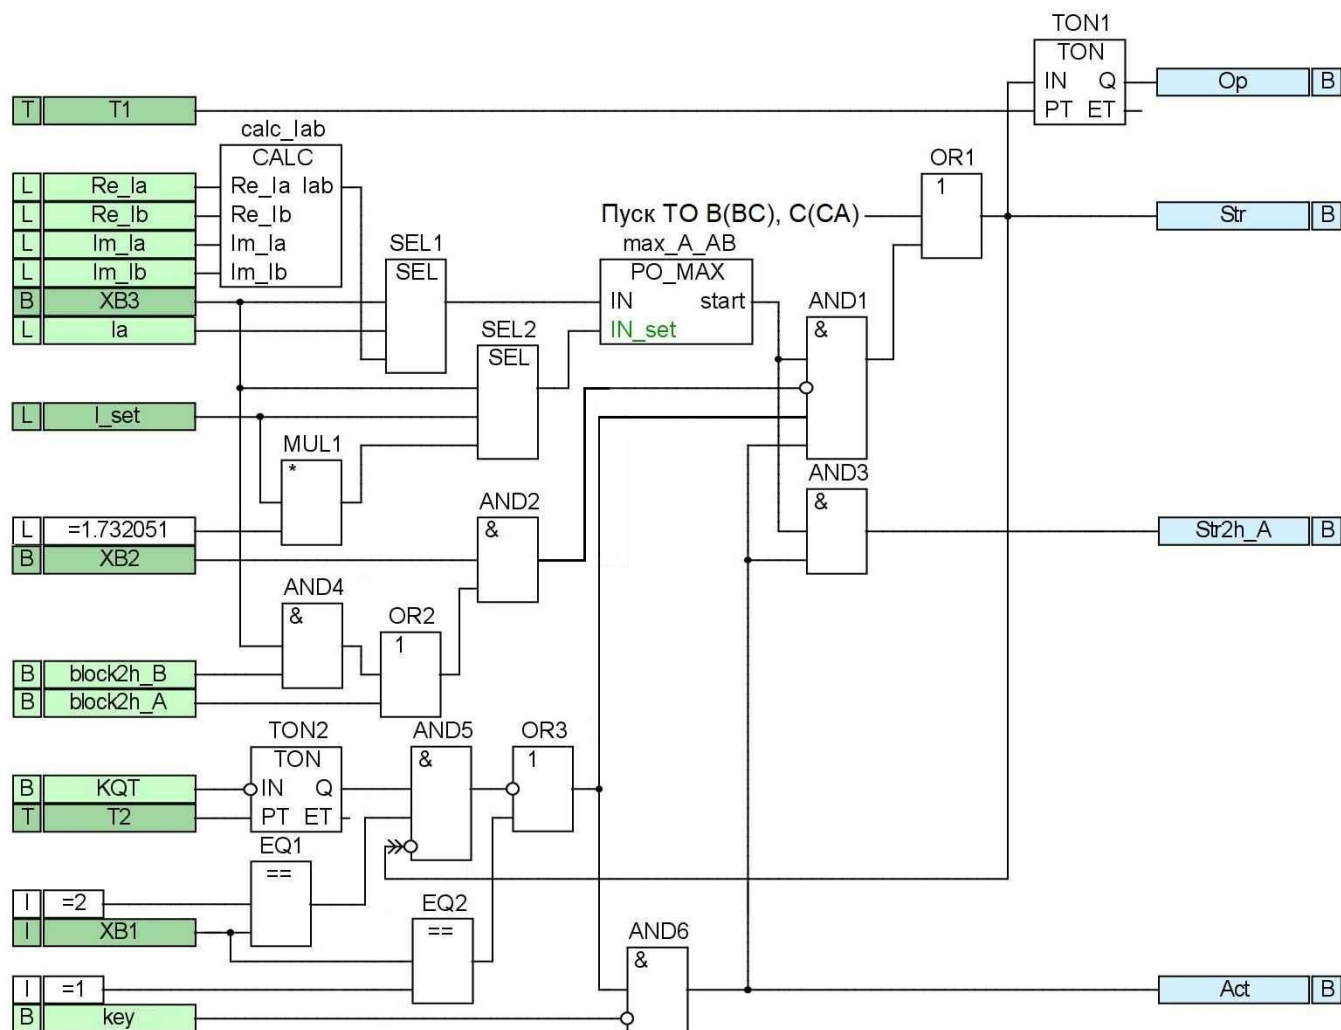 TON1
TON
IN Q
Op B
T T1
PT ET
calc_Iab
CALC
OR1
1
L Re_Ia
Re_Ia Iab
L Re_Ib
Re_Ib
Пуск ТО В(ВС), С(СА)
Str B
L Im_Ia
Im_Ia
SEL1
max_A_AB
L Im_Ib
Im_Ib
SEL
PO_MAX
B XB3
IN start
AND1
L Ia
SEL2
IN_set
&
SEL
L I_set
MUL1
*
AND3
AND2
&
L =1.732051
&
Str2h_A B
B XB2
AND4
&
OR2
1
B block2h_B
B block2h_A
TON2
AND5
OR3
TON
&
1
B KQT
IN Q
T T2
PT ET
EQ1
==
I =2
EQ2
I XB1
==
AND6
&
I =1
Act B
B key